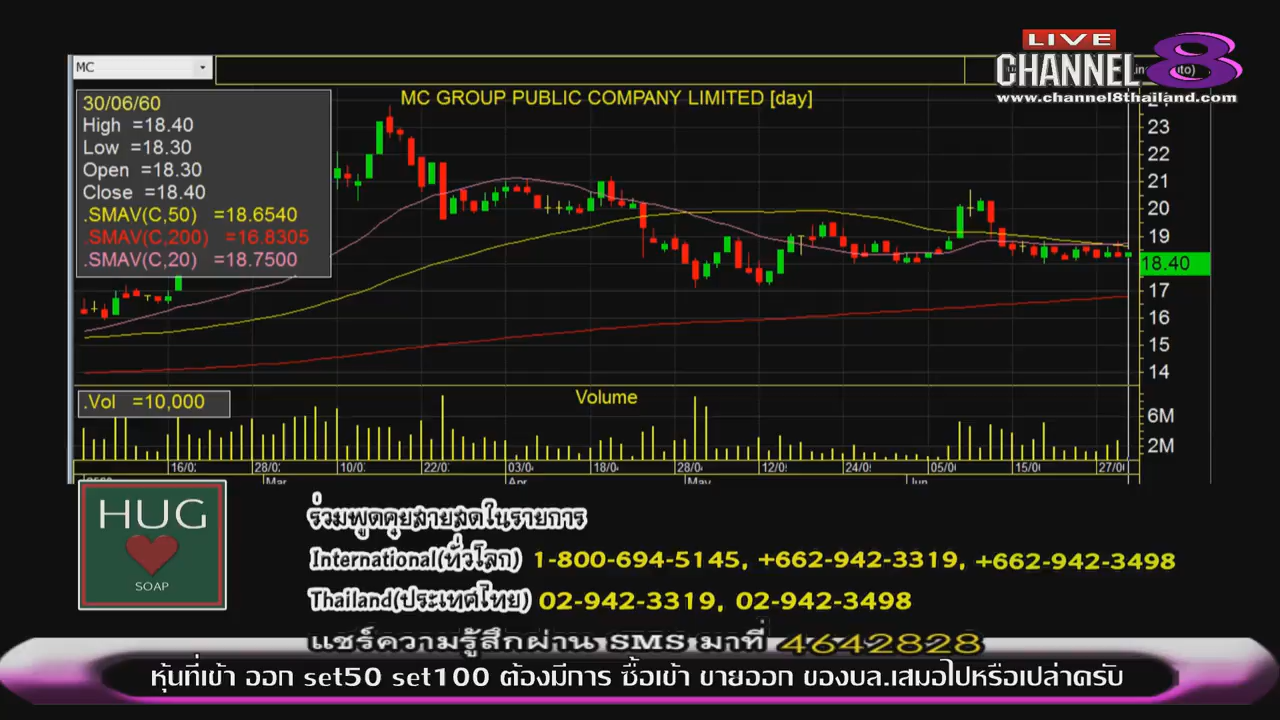 LIVE
CHANNEL 8
www.channel8thailand.com
MC
MC GROUP PUBLIC COMPANY LIMITED [day]
30/06/60
High =18.40
Low =18.30
Open =18.30
Close =18.40
.SMAV(C,50) =18.6540
.SMAV(C,200) =16.8305
.SMAV(C,20) =18.7500
23
22
21
20
19
18.40
17
16
15
14
.Vol =10,000
Volume
6M
2M
16/0
28/0
10/0
22/0
03/0
18/0
28/0
12/0
24/0
05/0
15/0
27/0
Mar
Apr
May
Jun
HUG
SOAP
ร่วมพูดคุยสายสดในรายการ
International(ทั่วโลก) 1-800-694-5145, +662-942-3319, +662-942-3498
Thailand(ประเทศไทย) 02-942-3319, 02-942-3498
แชร์ความรู้สึกผ่าน SMS มาที่ 4642828
หุ้นที่เข้า ออก set50 set100 ต้องมีการ ซื้อเข้า ขายออก ของบล.เสมอไปหรือเปล่าครับ